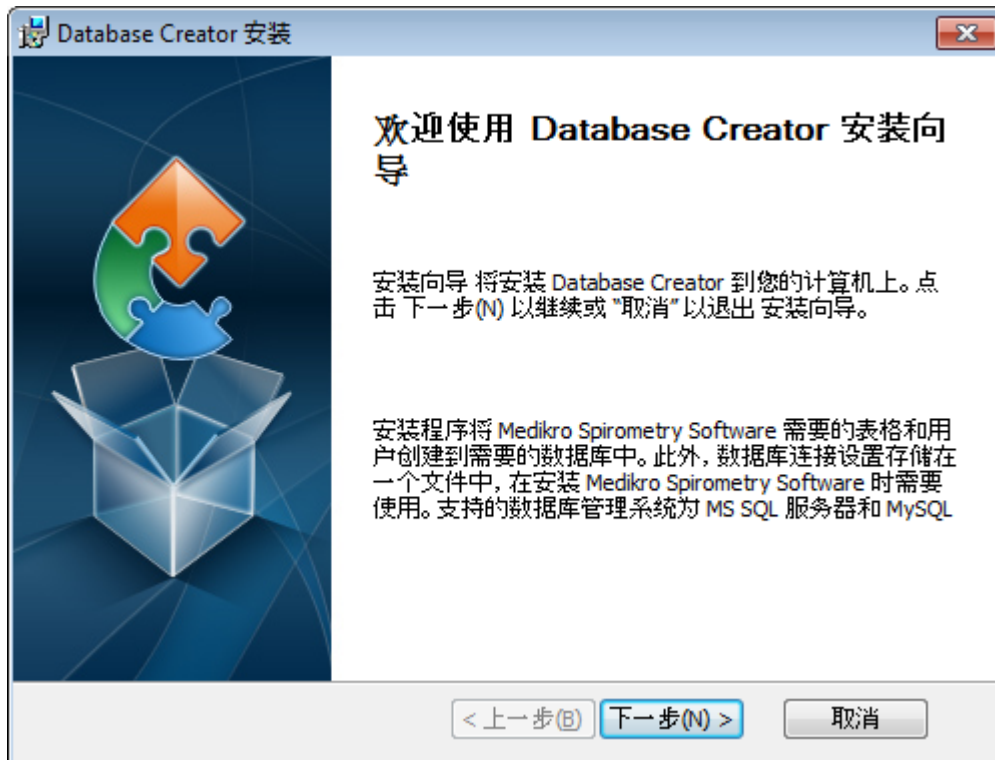 Database Creator 安装
欢迎使用 Database Creator 安装向
导
安装向导 将安装 Database Creator 到您的计算机上。点
击 下一步(N) 以继续或 “取消” 以退出 安装向导。
安装程序将 Medikro Spirometry Software 需要的表格和用
户创建到需要的数据库中。此外，数据库连接设置存储在
一个文件中，在安装 Medikro Spirometry Software 时需要
使用。支持的数据库管理系统为 MS SQL 服务器和 MySQL
< 上一步(B) 下一步(N) > 取消